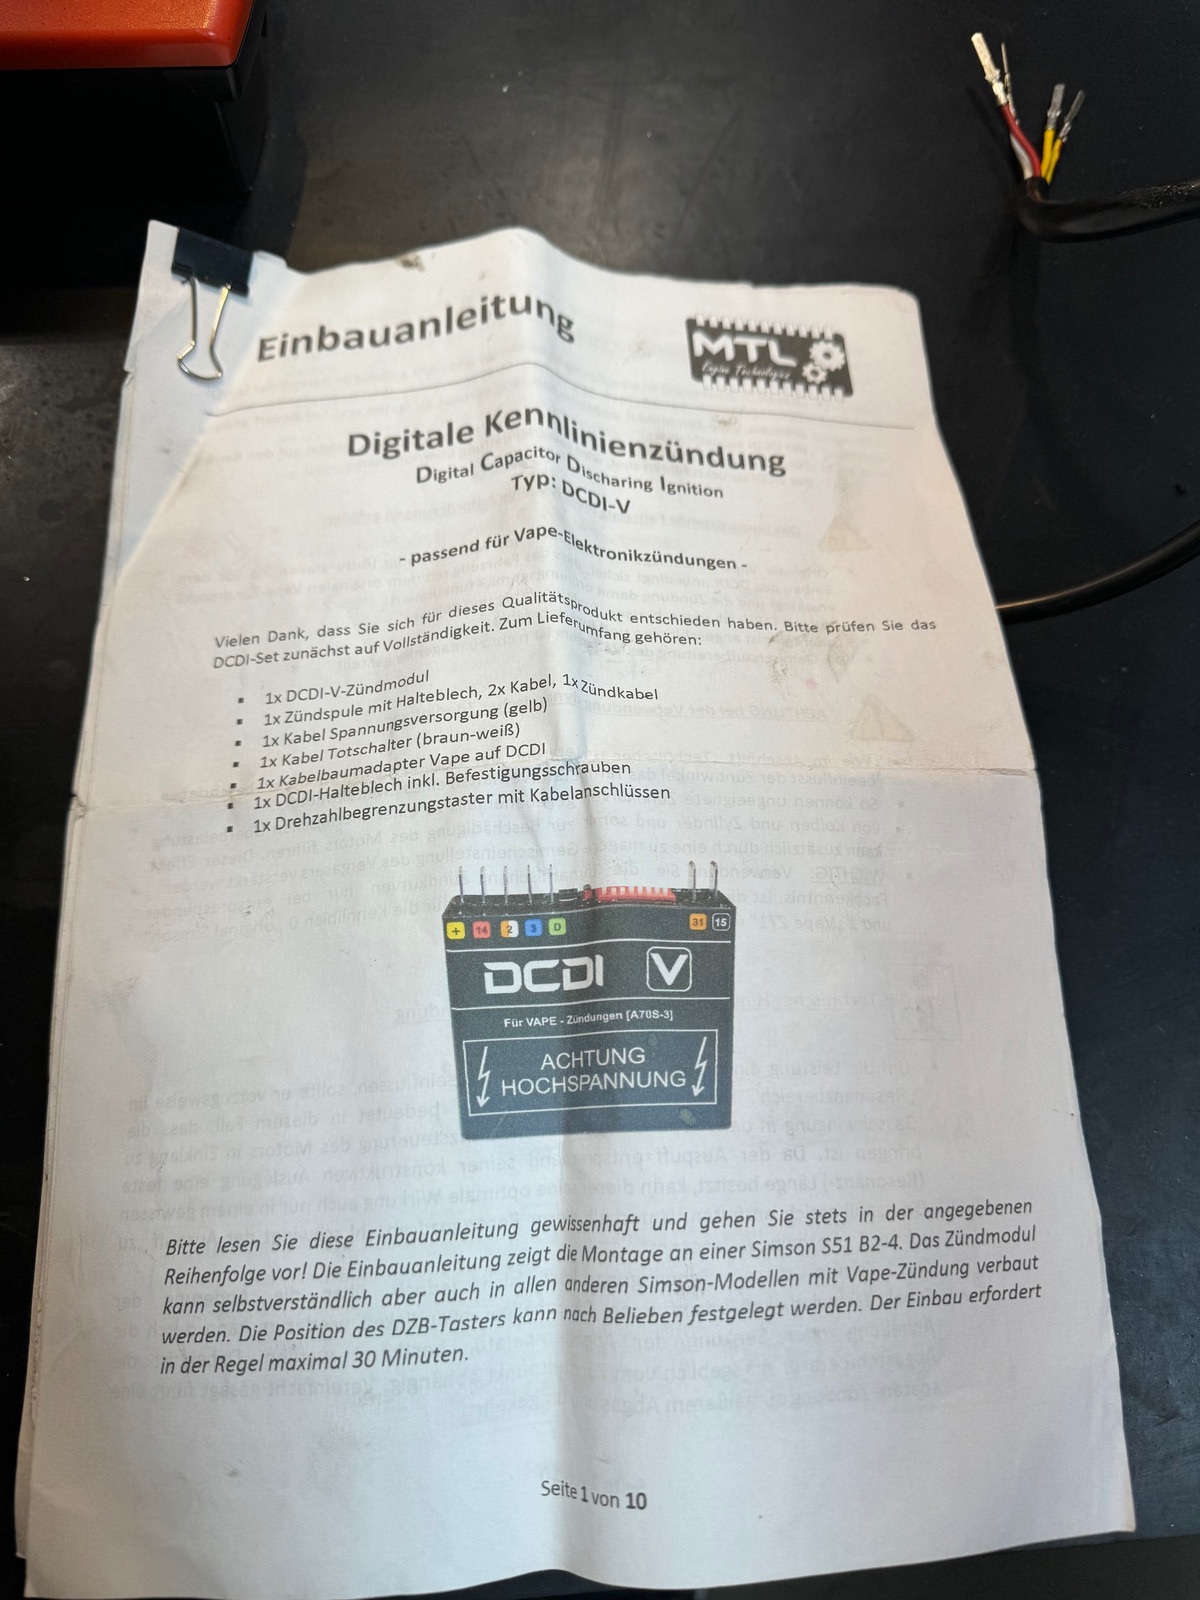 Einbauanleitung
MTL
Engine Technologies
Digitale Kennlinienzündung
Digital Capacitor Discharing Ignition
Typ: DCDI-V
- passend für Vape-Elektronikzündungen -
Vielen Dank, dass Sie sich für dieses Qualitätsprodukt entschieden haben. Bitte prüfen Sie das
DCDI-Set zunächst auf Vollständigkeit. Zum Lieferumfang gehören:
▪ 1x DCDI-V-Zündmodul
▪ 1x Zündspule mit Halteblech, 2x Kabel, 1x Zündkabel
▪ 1x Kabel Spannungsversorgung (gelb)
▪ 1x Kabel Totschalter (braun-weiß)
▪ 1x Kabelbaumadapter Vape auf DCDI
▪ 1x DCDI-Halteblech inkl. Befestigungsschrauben
▪ 1x Drehzahlbegrenzungstaster mit Kabelanschlüssen
+ 14 2 3 D 31 15
DCDI V
Für VAPE - Zündungen [A70S-3]
ACHTUNG
HOCHSPANNUNG
Bitte lesen Sie diese Einbauanleitung gewissenhaft und gehen Sie stets in der angegebenen
Reihenfolge vor! Die Einbauanleitung zeigt die Montage an einer Simson S51 B2-4. Das Zündmodul
kann selbstverständlich aber auch in allen anderen Simson-Modellen mit Vape-Zündung verbaut
werden. Die Position des DZB-Tasters kann nach Belieben festgelegt werden. Der Einbau erfordert
in der Regel maximal 30 Minuten.
Seite 1 von 10